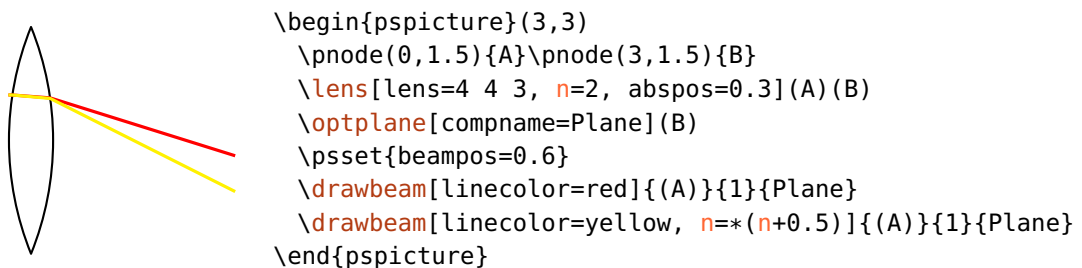 \begin{pspicture}(3,3)
\pnode(0,1.5){A}\pnode(3,1.5){B}
\lens[lens=4 4 3, n=2, abspos=0.3](A)(B)
\optplane[compname=Plane](B)
\psset{beampos=0.6}
\drawbeam[linecolor=red]{(A)}{1}{Plane}
\drawbeam[linecolor=yellow, n=*(n+0.5)]{(A)}{1}{Plane}
\end{pspicture}